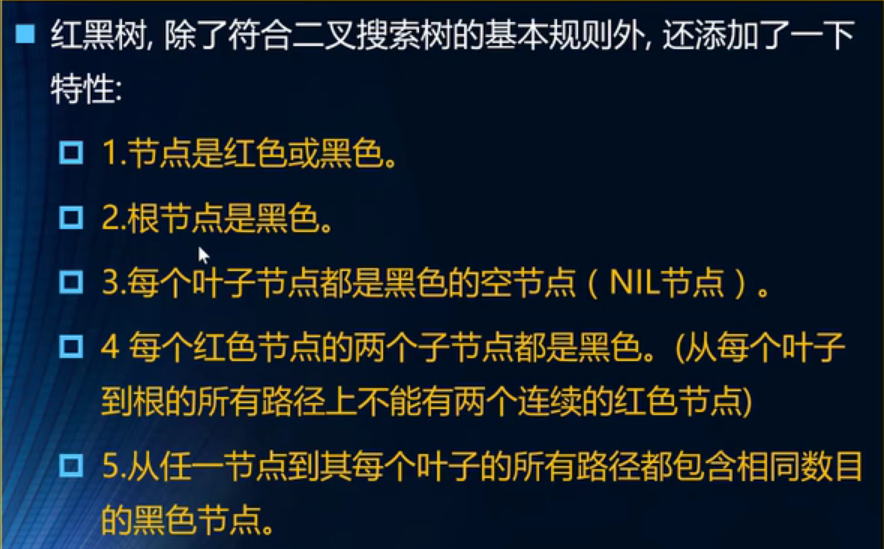 红黑树, 除了符合二叉搜索树的基本规则外, 还添加了一下
特性:
1.节点是红色或黑色。
2.根节点是黑色。
3.每个叶子节点都是黑色的空节点（NIL节点）。
4 每个红色节点的两个子节点都是黑色。(从每个叶子
到根的所有路径上不能有两个连续的红色节点)
5.从任一节点到其每个叶子的所有路径都包含相同数目
的黑色节点。